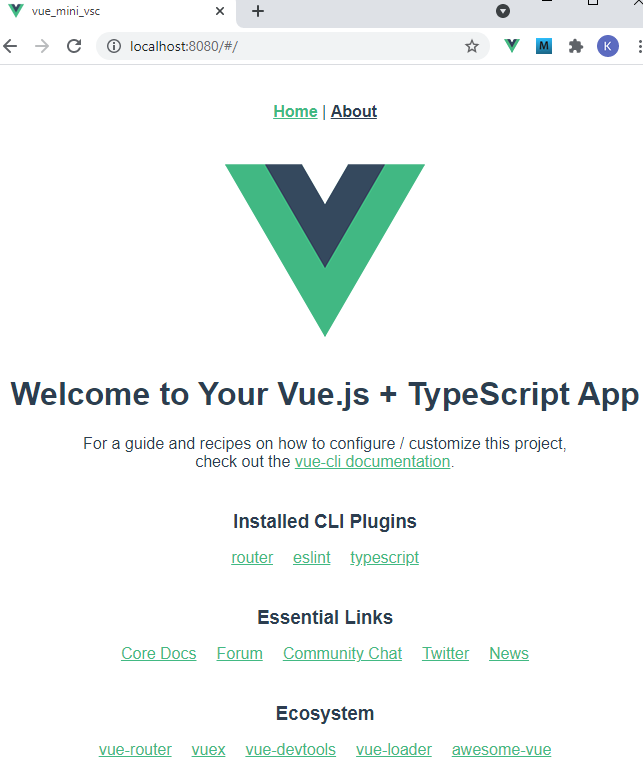 vue_mini_vsc
localhost:8080/#/
M
K
Home | About
Welcome to Your Vue.js + TypeScript App
For a guide and recipes on how to configure / customize this project,
check out the vue-cli documentation.
Installed CLI Plugins
router eslint typescript
Essential Links
Core Docs Forum Community Chat Twitter News
Ecosystem
vue-router vuex vue-devtools vue-loader awesome-vue